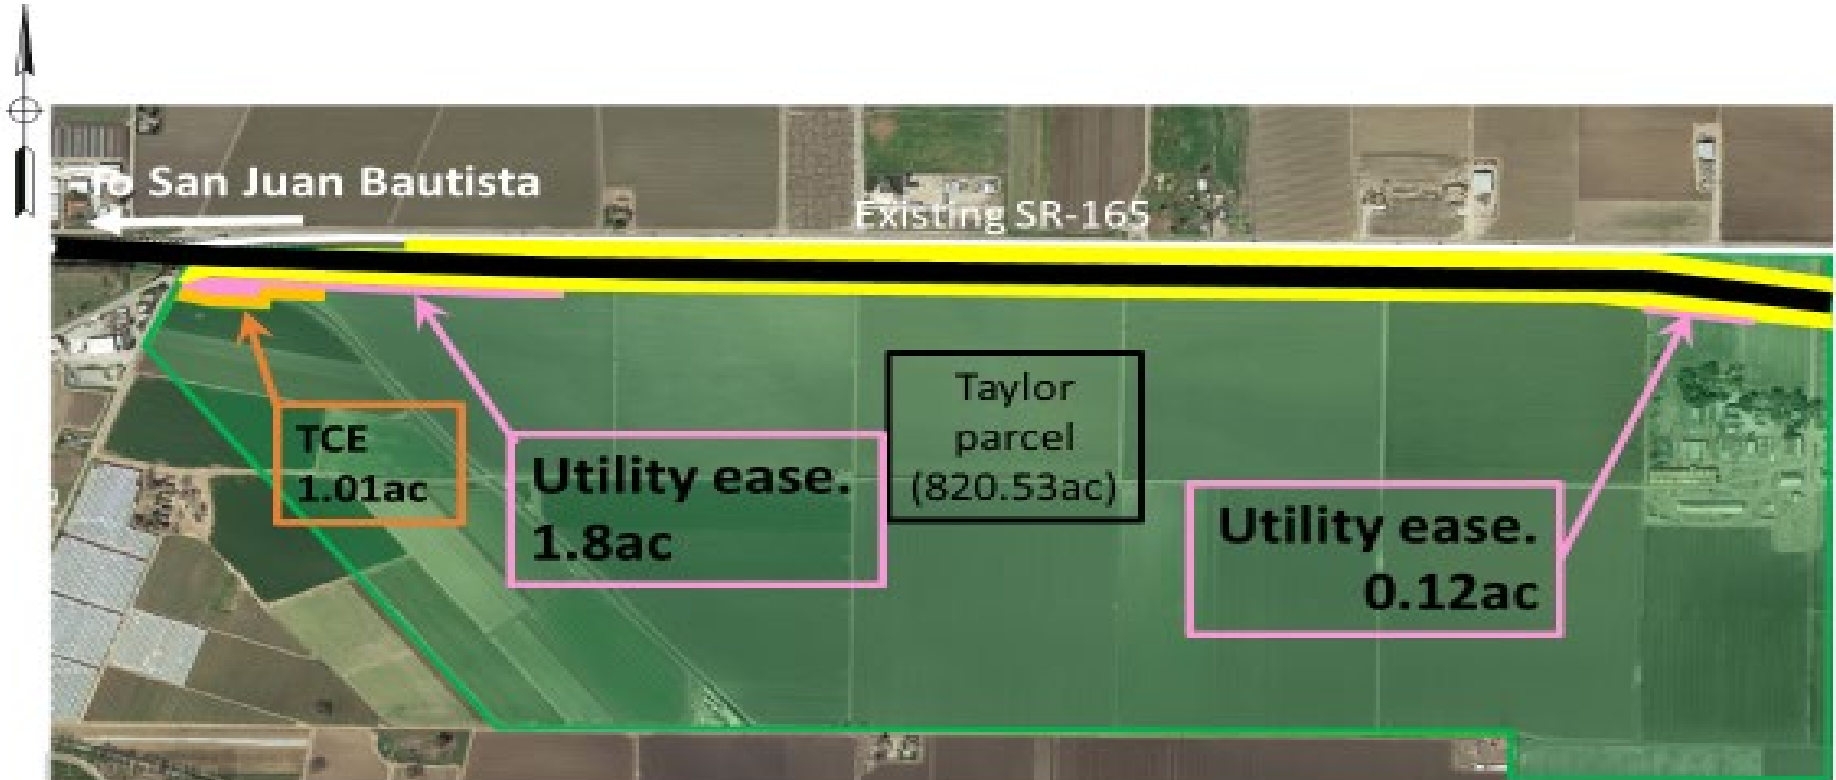 To San Juan Bautista
Existing SR-165
Taylor
parcel
(820.53ac)
TCE
1.01ac
Utility ease.
1.8ac
Utility ease.
0.12ac